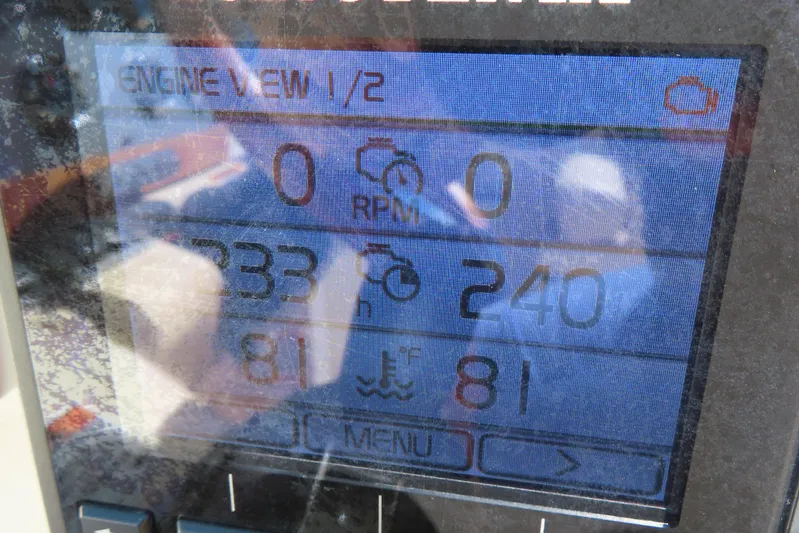 ENGINE VIEW 1/2
0 RPM 0
233 h 240
81 °F 81
MENU >